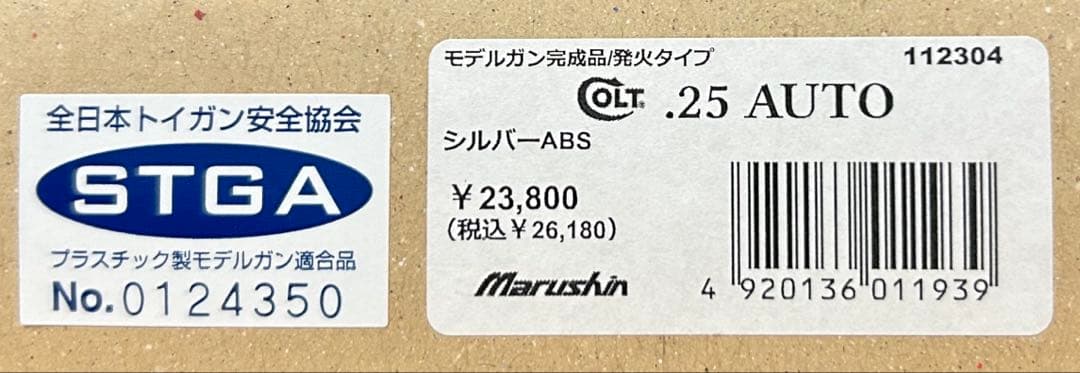 全日本トイガン安全協会
STGA
プラスチック製モデルガン適合品
No.0124350
モデルガン完成品/発火タイプ 112304
COLT .25 AUTO
シルバーABS
￥23,800
(税込￥26,180)
Marushin
4 920136 011939